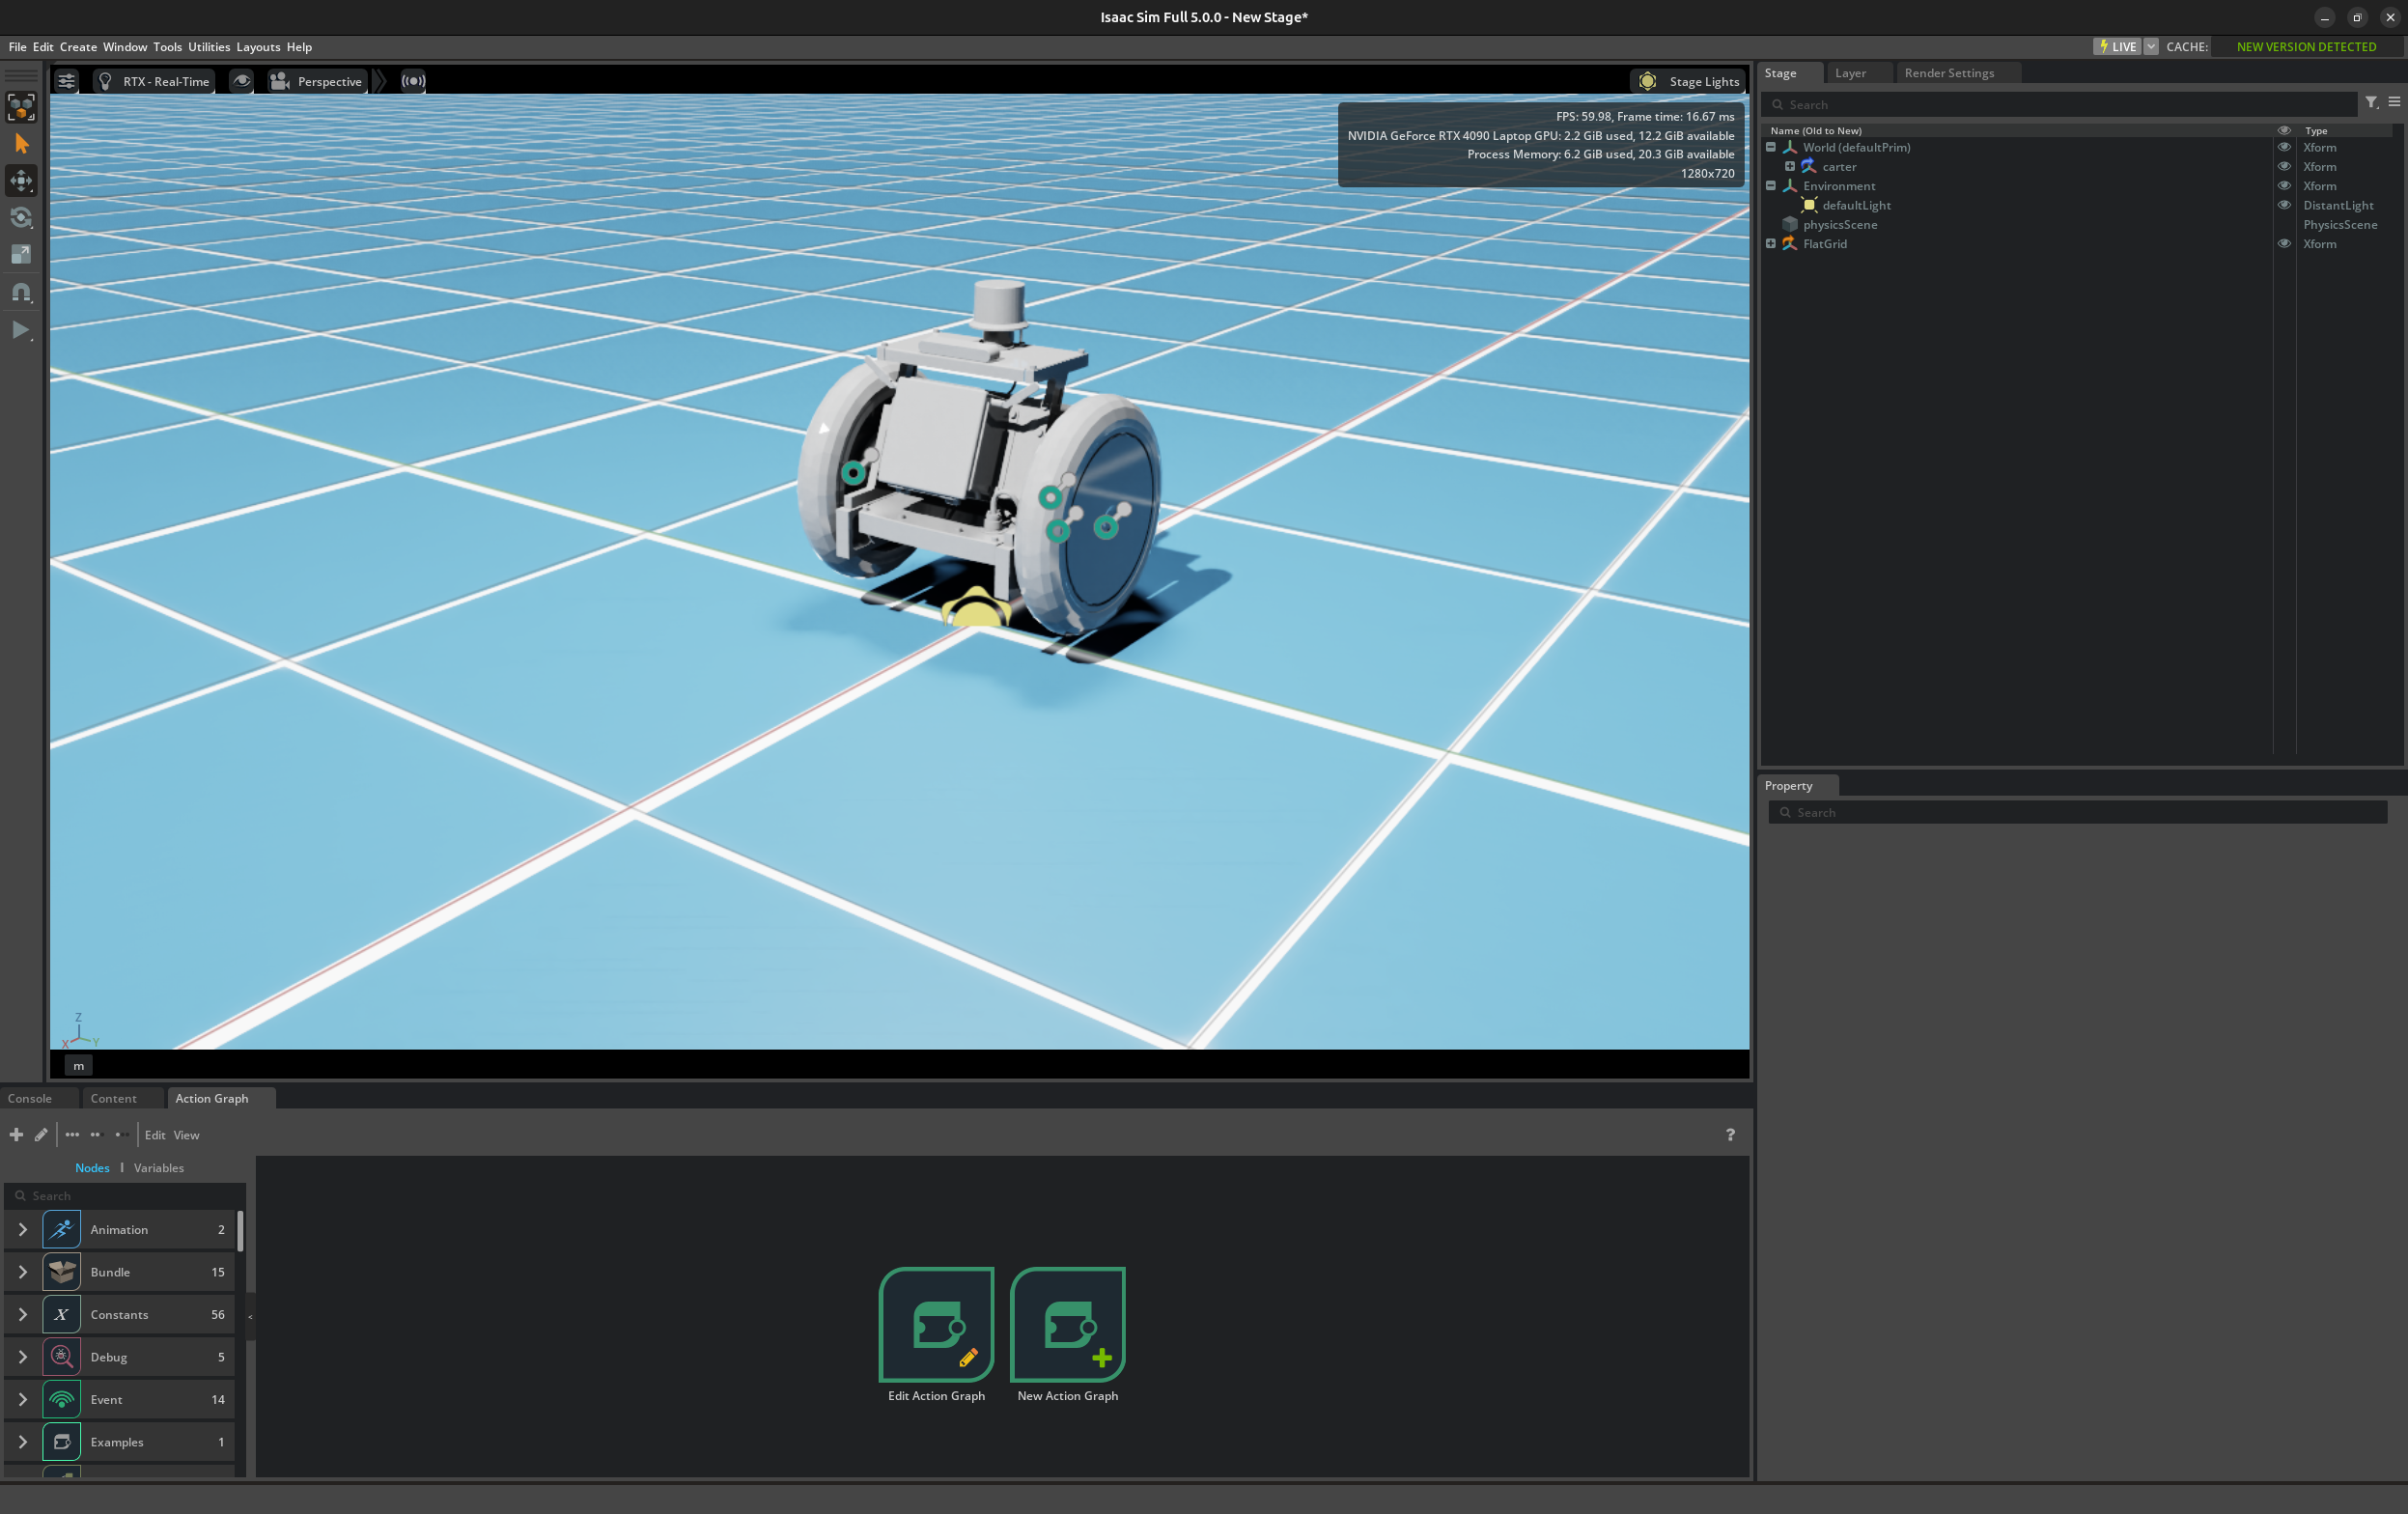 Isaac Sim Full 5.0.0 - New Stage*
File Edit Create Window Tools Utilities Layouts Help
LIVE CACHE: NEW VERSION DETECTED
RTX - Real-Time
Perspective
Stage Lights
FPS: 59.98, Frame time: 16.67 ms
NVIDIA GeForce RTX 4090 Laptop GPU: 2.2 GiB used, 12.2 GiB available
Process Memory: 6.2 GiB used, 20.3 GiB available
1280x720
Z
X Y
m
Stage Layer Render Settings
Search
Name (Old to New) Type
World (defaultPrim) Xform
carter Xform
Environment Xform
defaultLight DistantLight
physicsScene PhysicsScene
FlatGrid Xform
Property
Search
Console Content Action Graph
Edit View ?
Nodes | Variables
Search
Animation 2
Bundle 15
X Constants 56
Debug 5
Event 14
Examples 1
<
Edit Action Graph New Action Graph